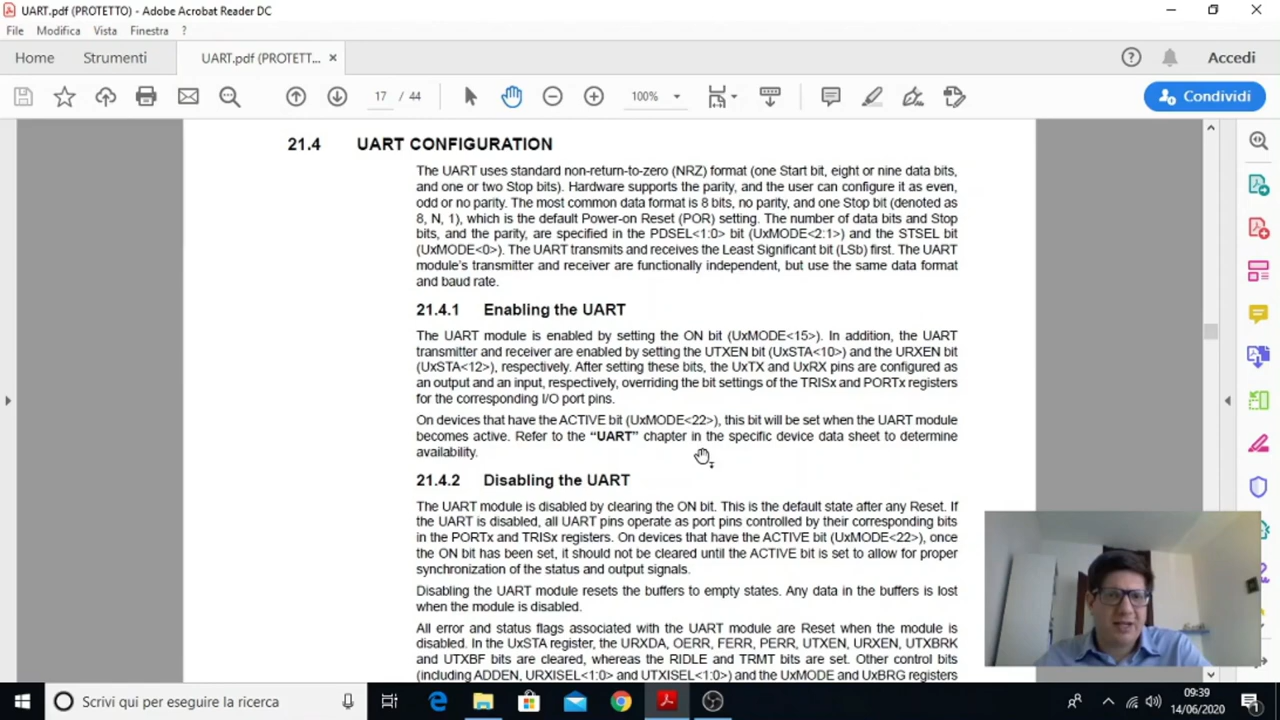 UART.pdf (PROTETTO) - Adobe Acrobat Reader DC
File Modifica Vista Finestra ?
Home Strumenti UART.pdf (PROTETT... × Accedi
17 / 44 100% Condividi
21.4 UART CONFIGURATION
The UART uses standard non-return-to-zero (NRZ) format (one Start bit, eight or nine data bits,
and one or two Stop bits). Hardware supports the parity, and the user can configure it as even,
odd or no parity. The most common data format is 8 bits, no parity, and one Stop bit (denoted as
8, N, 1), which is the default Power-on Reset (POR) setting. The number of data bits and Stop
bits, and the parity, are specified in the PDSEL<1:0> bit (UxMODE<2:1>) and the STSEL bit
(UxMODE<0>). The UART transmits and receives the Least Significant bit (LSb) first. The UART
module's transmitter and receiver are functionally independent, but use the same data format
and baud rate.
21.4.1 Enabling the UART
The UART module is enabled by setting the ON bit (UxMODE<15>). In addition, the UART
transmitter and receiver are enabled by setting the UTXEN bit (UxSTA<10>) and the URXEN bit
(UxSTA<12>), respectively. After setting these bits, the UxTX and UxRX pins are configured as
an output and an input, respectively, overriding the bit settings of the TRISx and PORTx registers
for the corresponding I/O port pins.
On devices that have the ACTIVE bit (UxMODE<22>), this bit will be set when the UART module
becomes active. Refer to the “UART” chapter in the specific device data sheet to determine
availability.
21.4.2 Disabling the UART
The UART module is disabled by clearing the ON bit. This is the default state after any Reset. If
the UART is disabled, all UART pins operate as port pins controlled by their corresponding bits
in the PORTx and TRISx registers. On devices that have the ACTIVE bit (UxMODE<22>), once
the ON bit has been set, it should not be cleared until the ACTIVE bit is set to allow for proper
synchronization of the status and output signals.
Disabling the UART module resets the buffers to empty states. Any data in the buffers is lost
when the module is disabled.
All error and status flags associated with the UART module are Reset when the module is
disabled. In the UxSTA register, the URXDA, OERR, FERR, PERR, UTXEN, URXEN, UTXBRK
and UTXBF bits are cleared, whereas the RIDLE and TRMT bits are set. Other control bits
(including ADDEN, URXISEL<1:0> and UTXISEL<1:0>) and the UxMODE and UxBRG registers
Scrivi qui per eseguire la ricerca
09:39
14/06/2020